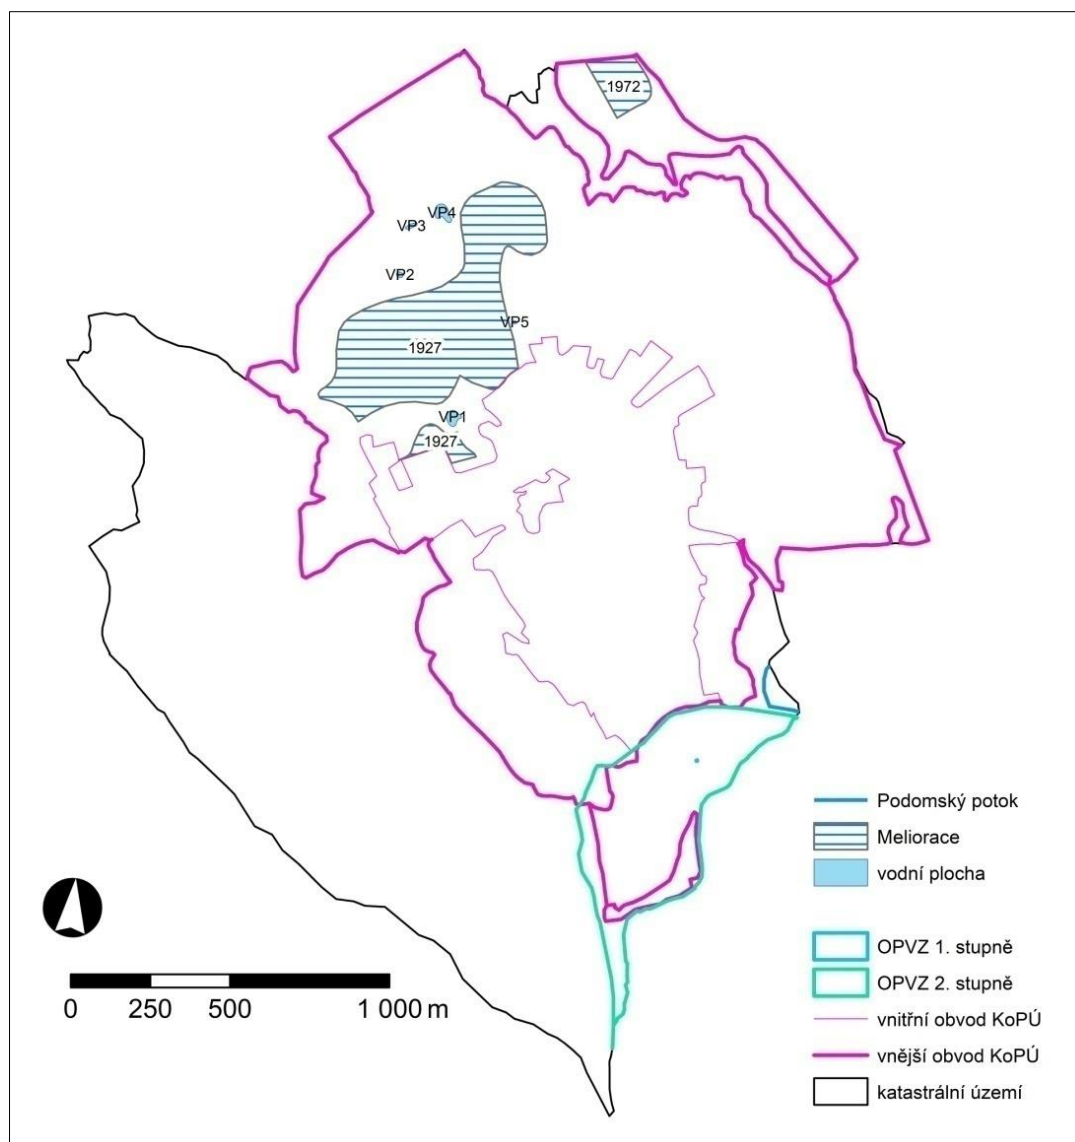 1972
VP4
VP3
VP2
VP5
1927
VP1
1927
Podomský potok
Meliorace
vodní plocha
OPVZ 1. stupně
OPVZ 2. stupně
vnitřní obvod KoPÚ
vnější obvod KoPÚ
katastrální území
0 250 500 1 000 m